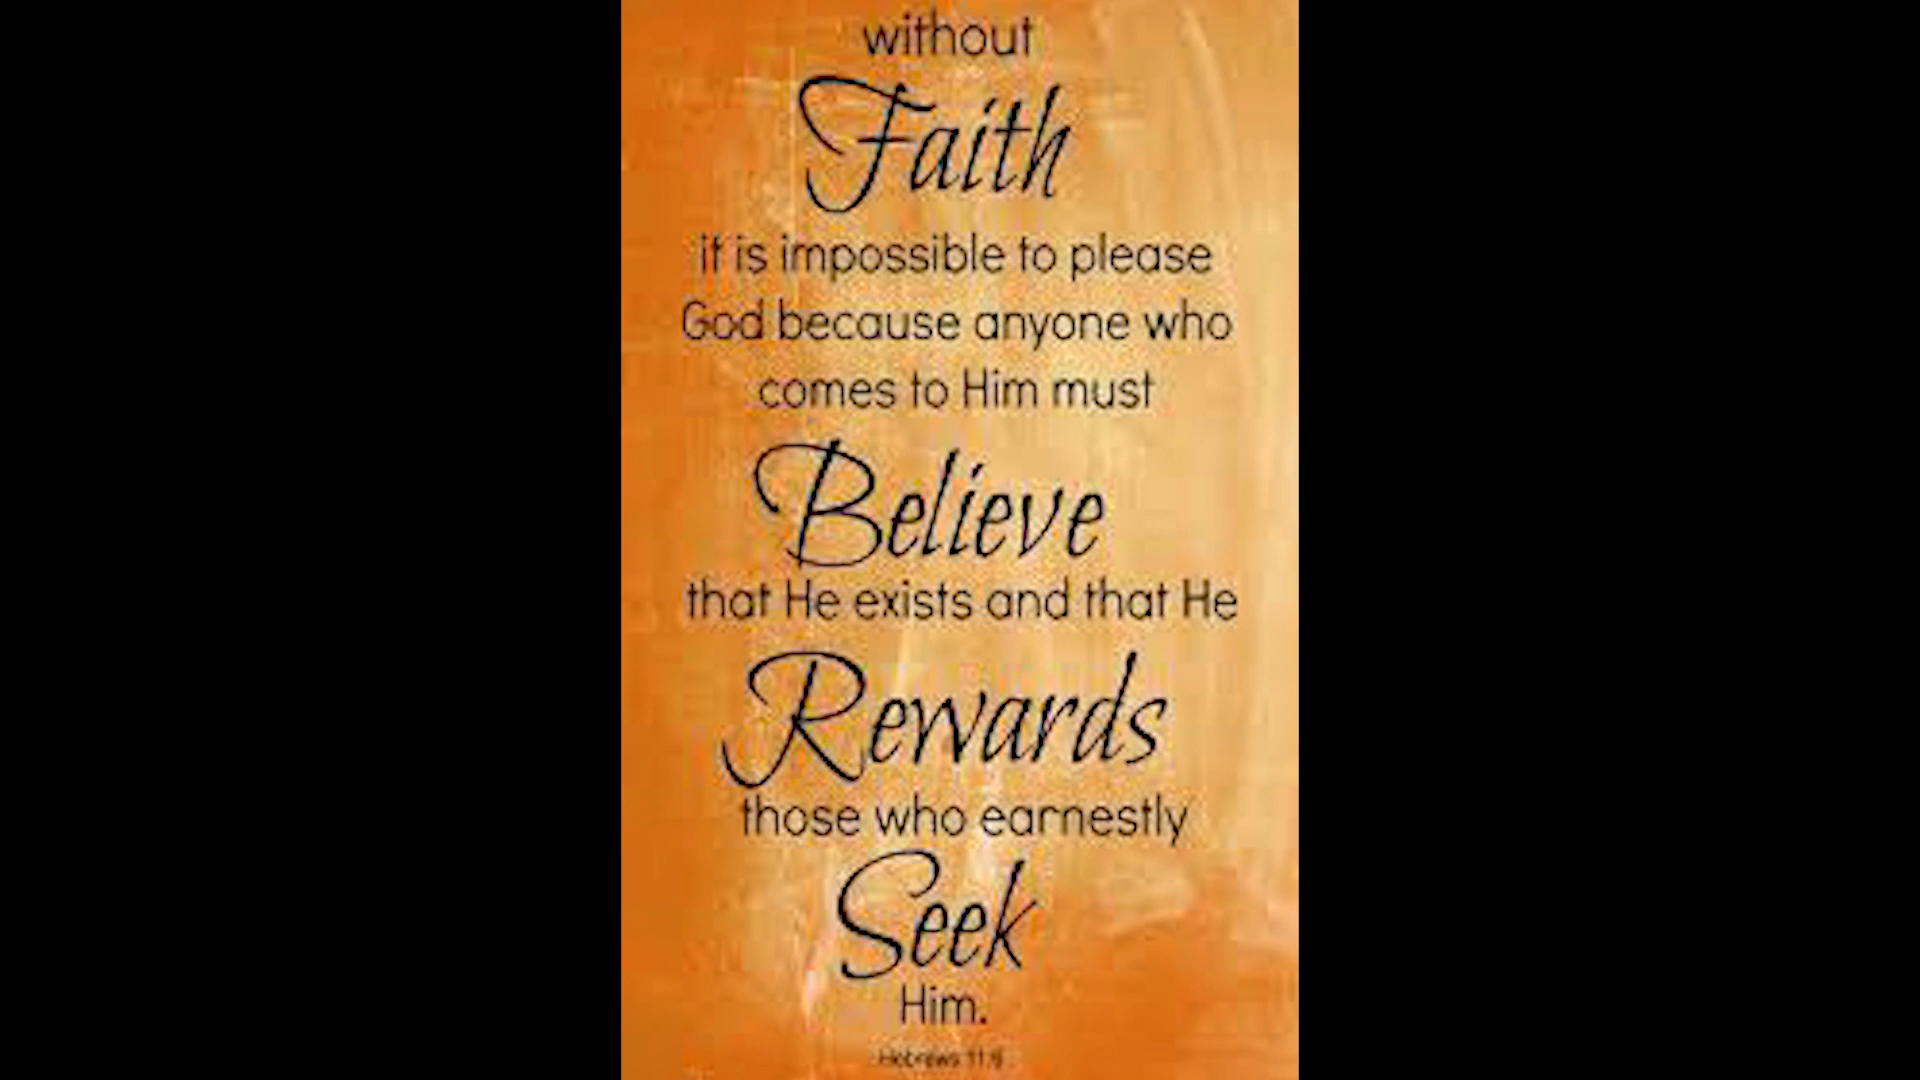 without
Faith
it is impossible to please
God because anyone who
comes to Him must
Believe
that He exists and that He
Rewards
those who earnestly
Seek
Him.
Hebrews 11:6